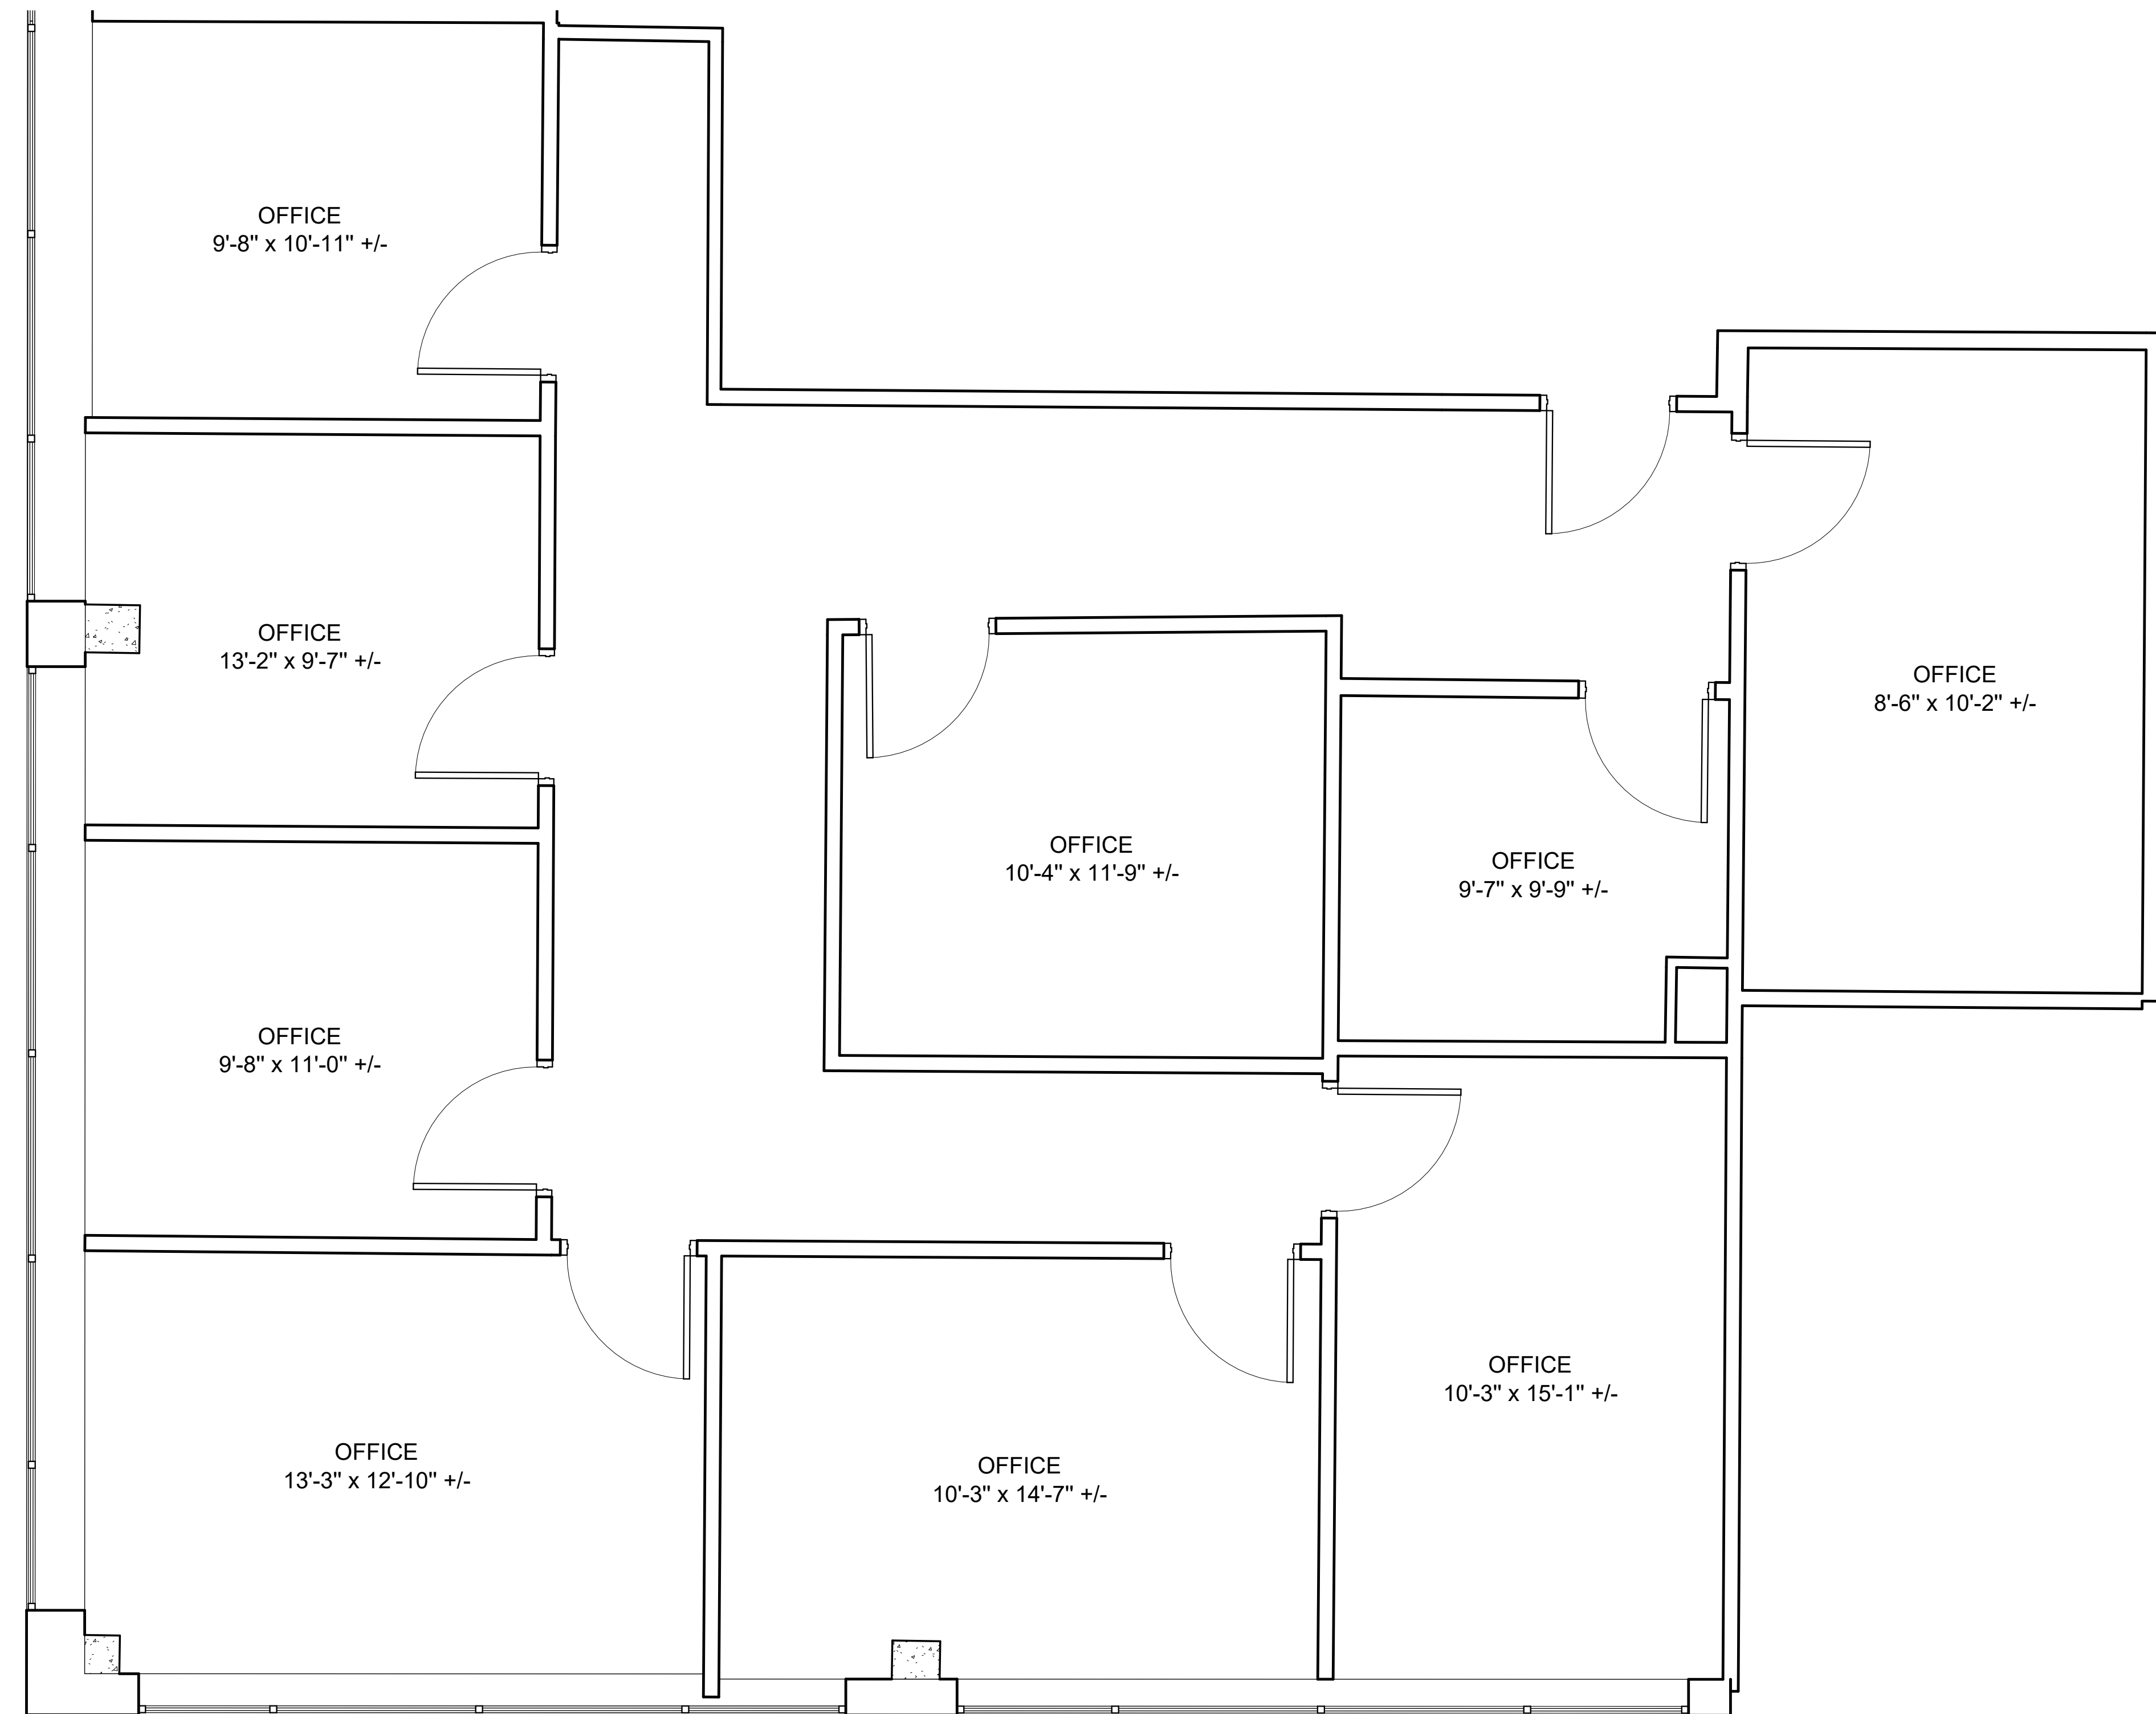 OFFICE
9'-8" x 10'-11" +/-
OFFICE
13'-2" x 9'-7" +/-
OFFICE
8'-6" x 10'-2" +/-
OFFICE
10'-4" x 11'-9" +/-
OFFICE
9'-7" x 9'-9" +/-
OFFICE
9'-8" x 11'-0" +/-
OFFICE
10'-3" x 15'-1" +/-
OFFICE
13'-3" x 12'-10" +/-
OFFICE
10'-3" x 14'-7" +/-